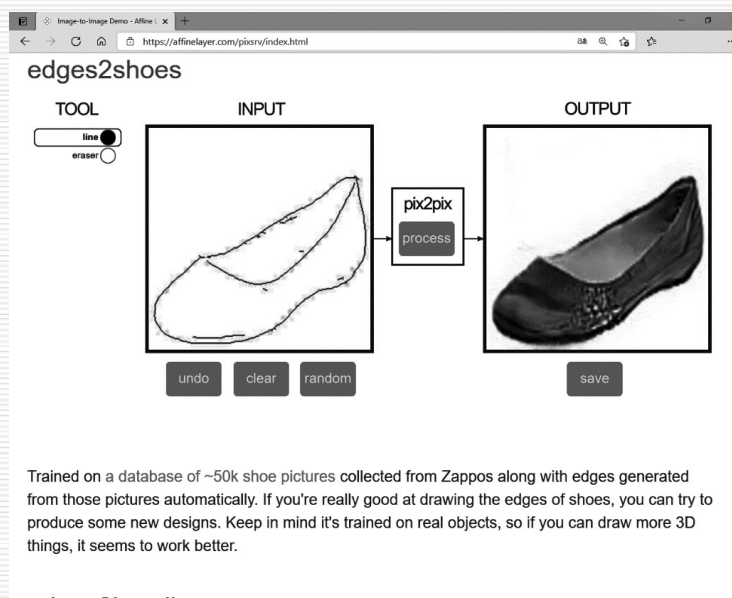 Image-to-Image Demo - Affine L
https://affinelayer.com/pixsrv/index.html
edges2shoes
TOOL
INPUT
OUTPUT
line
eraser
pix2pix
process
undo
clear
random
save
Trained on a database of ~50k shoe pictures collected from Zappos along with edges generated
from those pictures automatically. If you're really good at drawing the edges of shoes, you can try to
produce some new designs. Keep in mind it's trained on real objects, so if you can draw more 3D
things, it seems to work better.